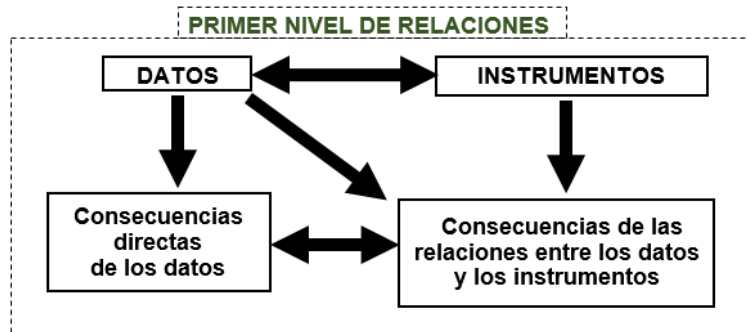 PRIMER NIVEL DE RELACIONES
DATOS
INSTRUMENTOS
Consecuencias
directas
de los datos
Consecuencias de las
relaciones entre los datos
y los instrumentos